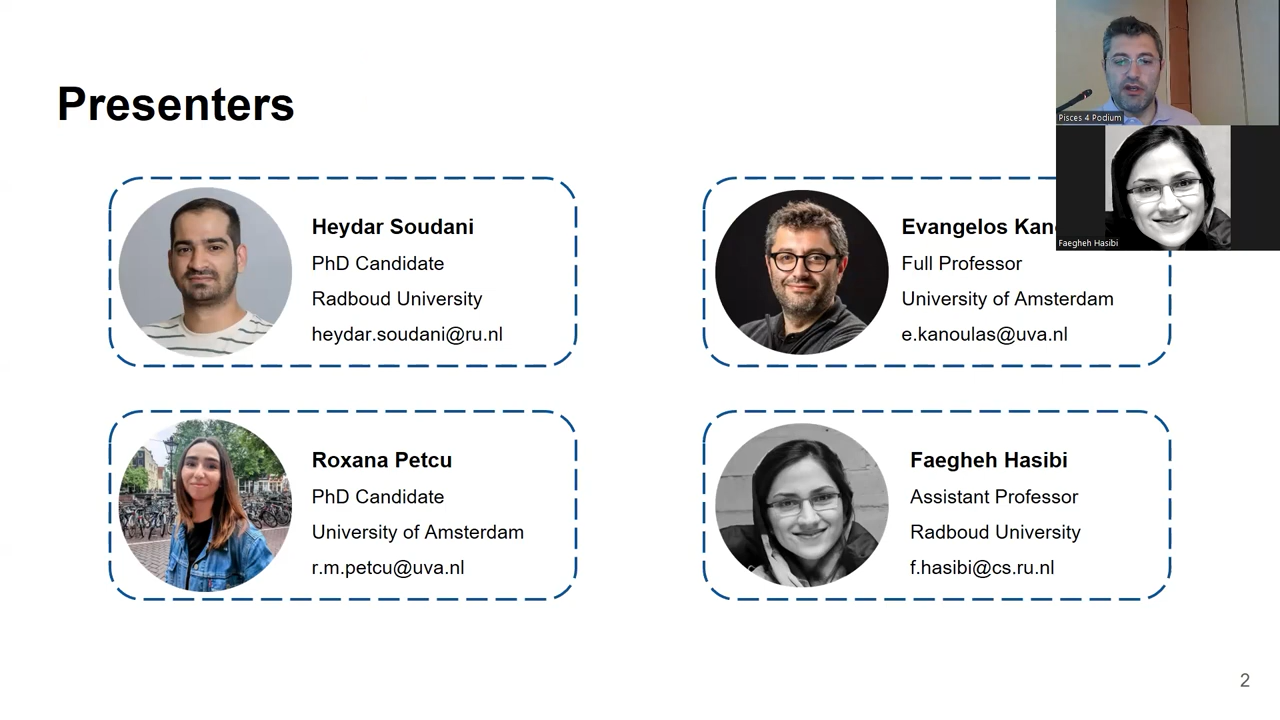 Presenters
Pisces 4 Podium
Faegheh Hasibi
Heydar Soudani
PhD Candidate
Radboud University
heydar.soudani@ru.nl
Evangelos Kan
Full Professor
University of Amsterdam
e.kanoulas@uva.nl
Roxana Petcu
PhD Candidate
University of Amsterdam
r.m.petcu@uva.nl
Faegheh Hasibi
Assistant Professor
Radboud University
f.hasibi@cs.ru.nl
2